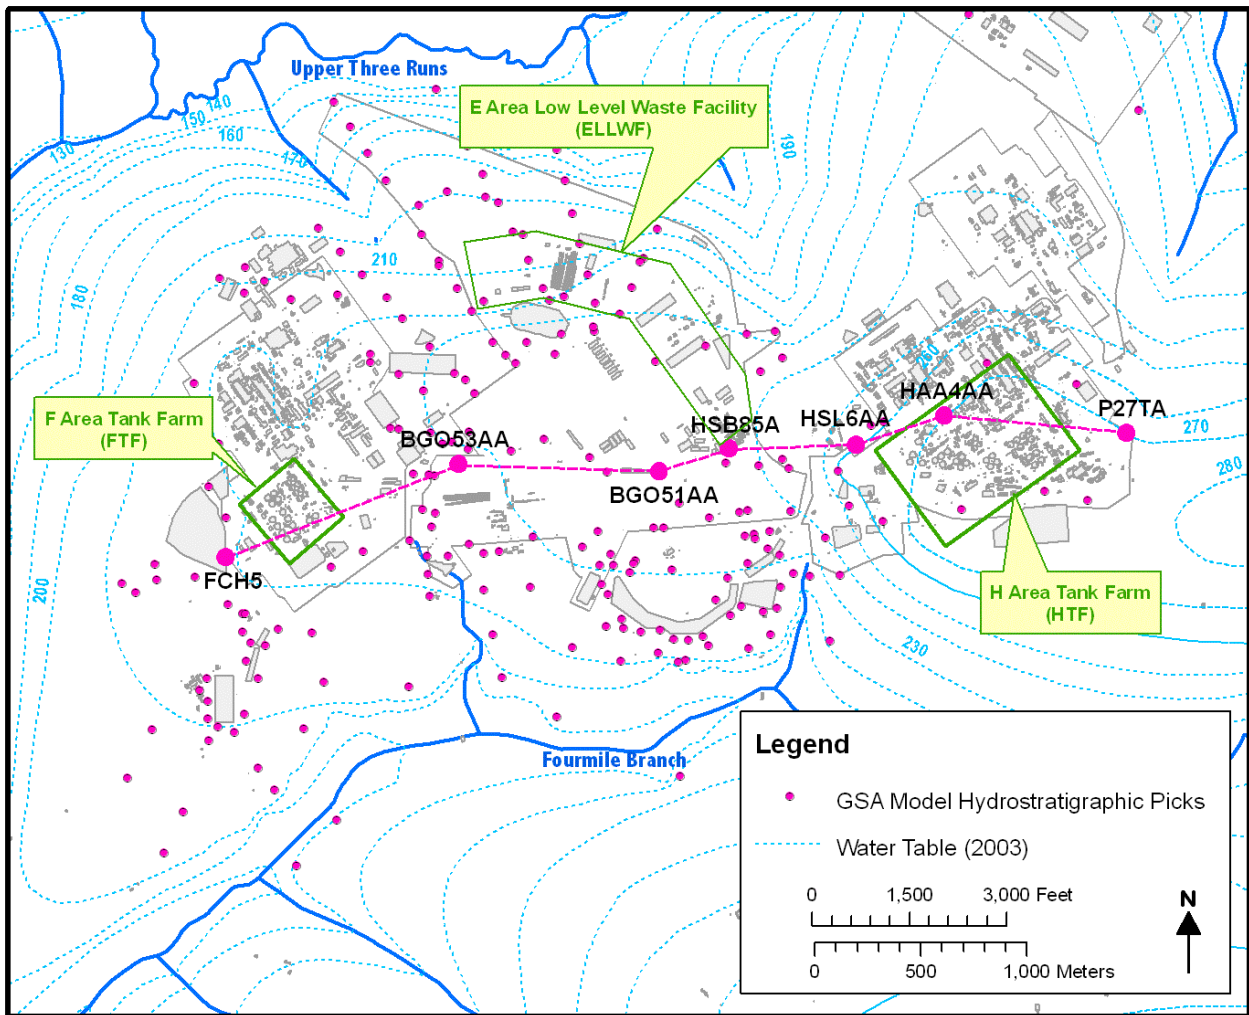 Upper Three Runs
E Area Low Level Waste Facility
(ELLWF)
140
150
160
130
170
190
210
180
260
F Area Tank Farm
(FTF)
HAA4AA
P27TA
HSL6AA
HSB85A
BGO53AA
270
280
BGO51AA
FCH5
200
H Area Tank Farm
(HTF)
230
Fourmile Branch
Legend
GSA Model Hydrostratigraphic Picks
Water Table (2003)
0 1,500 3,000 Feet
0 500 1,000 Meters
N